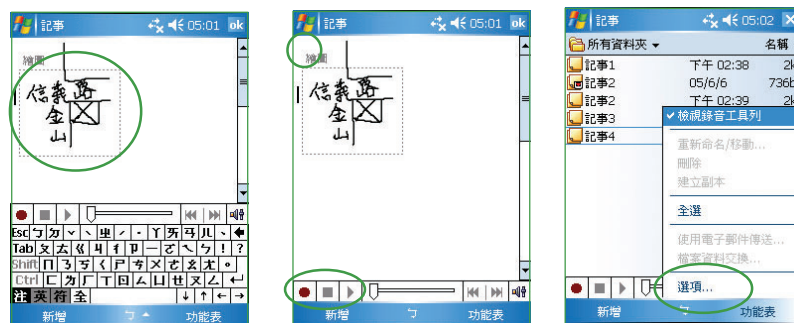 記事 05:01 ok
繪圖
信義路
金
山
Esc ㄅ ㄉ ˇ ˋ ㄓ ˊ ˙ ㄚ ㄞ ㄢ ㄦ
Tab ㄆ ㄊ ㄍ ㄐ ㄔ ㄗ ㄧ ㄛ ㄟ ㄣ ! ?
Shift ㄇ ㄋ ㄎ ㄑ ㄕ ㄘ ㄨ ㄜ ㄠ ㄤ
Ctrl ㄈ ㄌ ㄏ ㄒ ㄖ ㄙ ㄩ ㄝ ㄡ ㄥ
注 英 符 全 ↓ ↑ ← →
新增 ㄅ 功能表
記事 05:01 ok
繪圖
信義路
金
山
新增 ㄅ 功能表
記事 05:02
所有資料夾 名稱
記事1 下午 02:38 2k
記事2 05/6/6 736b
記事2 下午 02:39 2k
記事3
記事4
檢視錄音工具列
重新命名/移動...
刪除
建立副本
全選
使用電子郵件傳送...
檔案資料交換...
選項...
新增 ㄅ 功能表